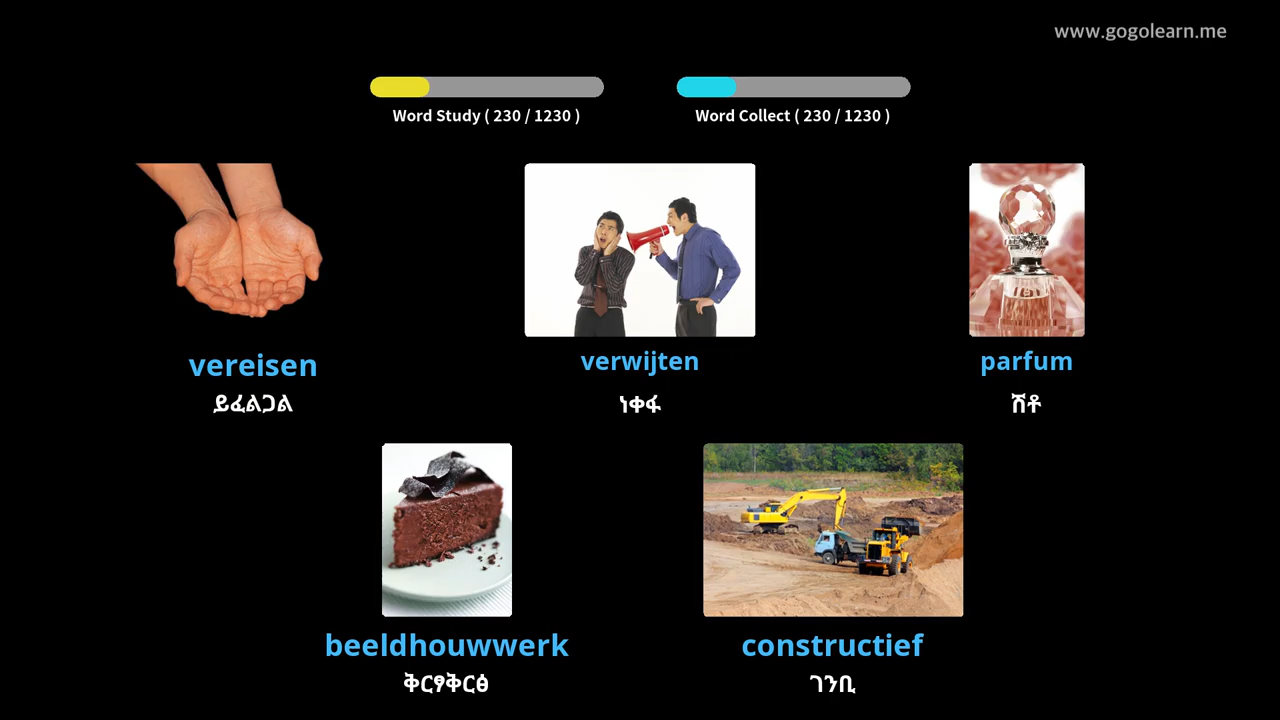 www.gogolearn.me
Word Study ( 230 / 1230 )
Word Collect ( 230 / 1230 )
vereisen
ይፈልጋል
verwijten
ነቀፋ
parfum
ሽቶ
beeldhouwwerk
ቅርፃቅርፅ
constructief
ገንቢ